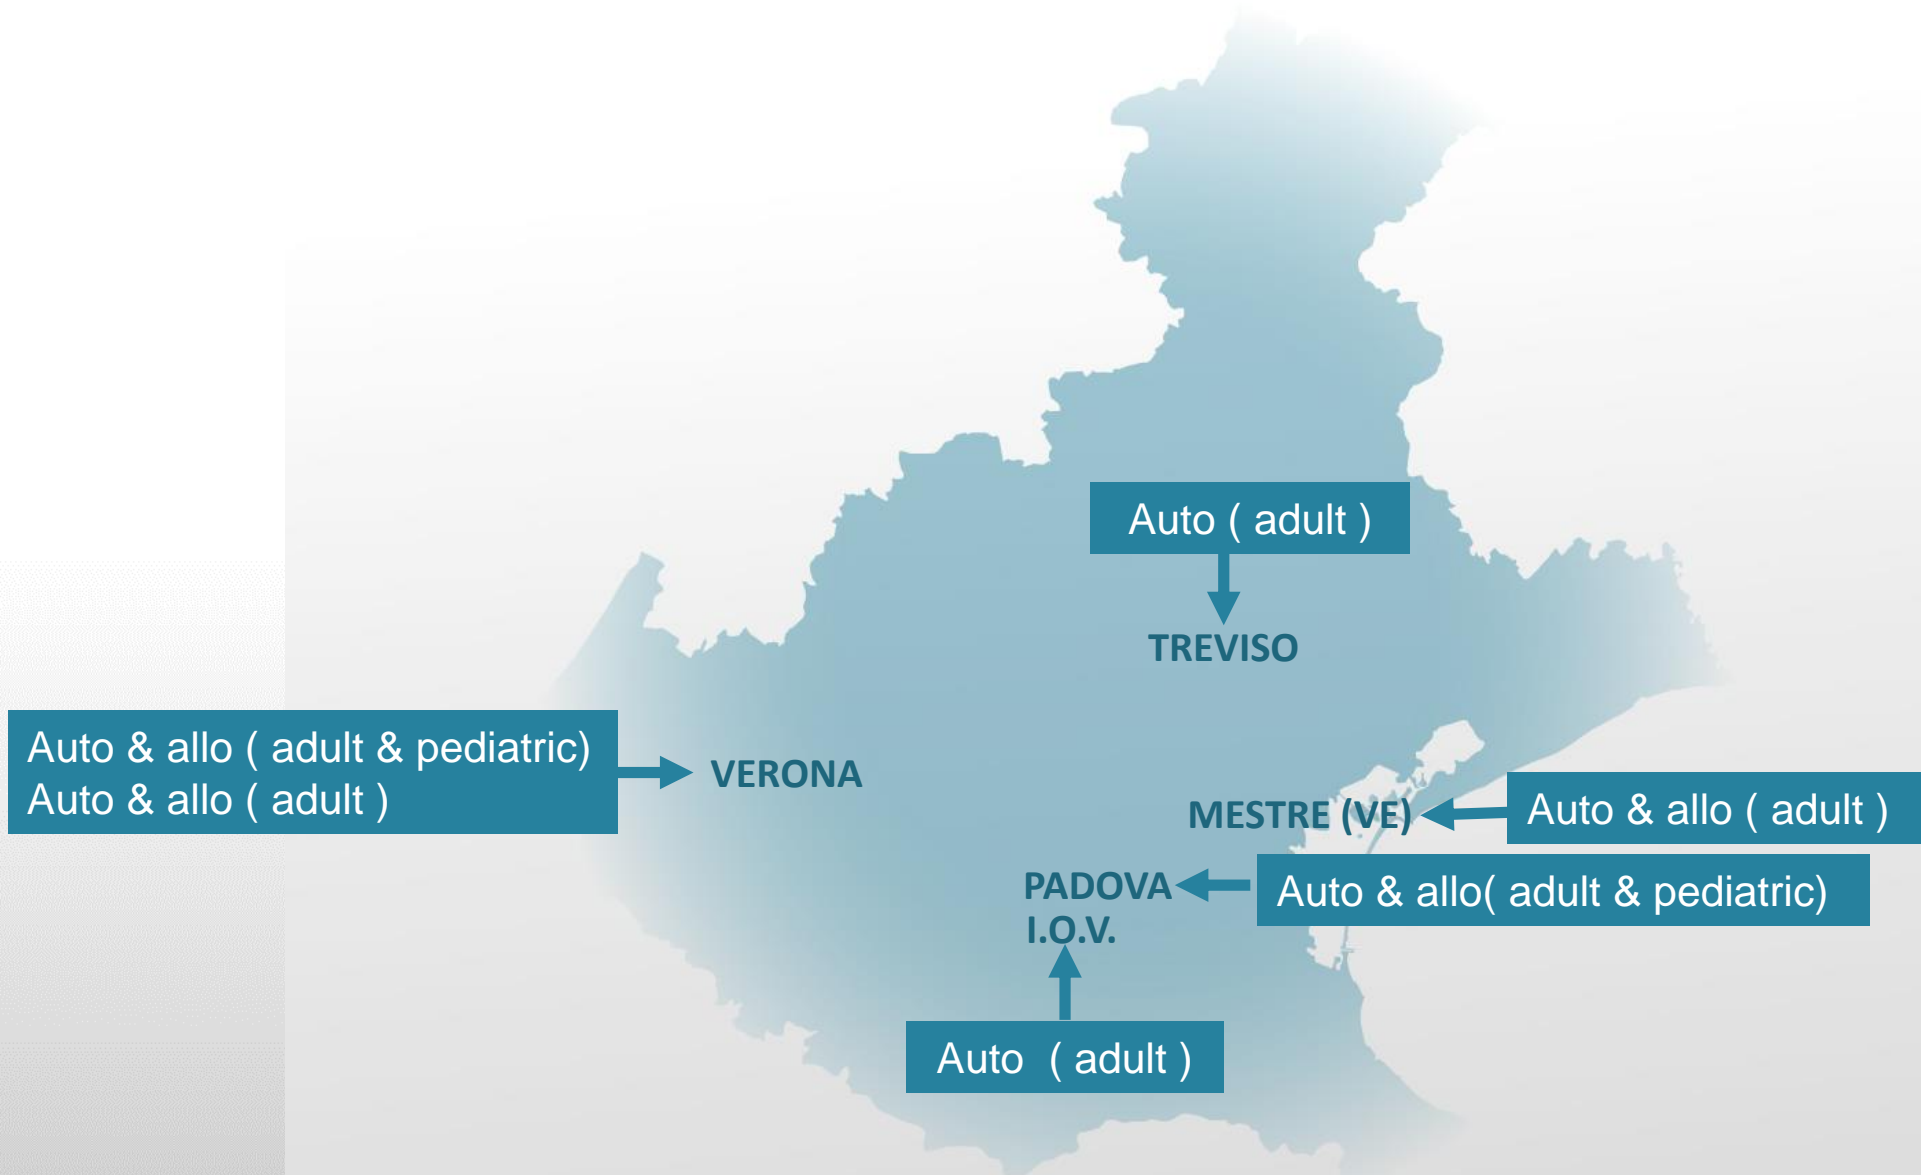 Auto ( adult )
TREVISO
Auto & allo ( adult & pediatric)
Auto & allo ( adult )
VERONA
MESTRE (VE)
Auto & allo ( adult )
PADOVA
I.O.V.
Auto & allo( adult & pediatric)
Auto  ( adult )